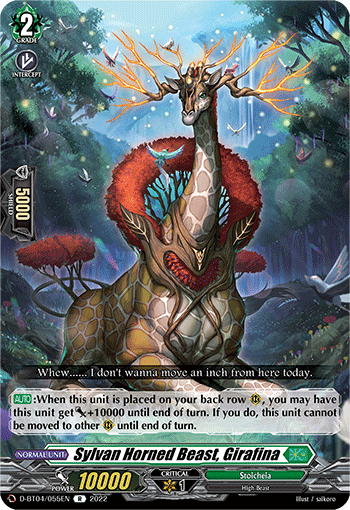 2
GRADE
INTERCEPT
5000
SHIELD
Whew...... I don't wanna move an inch from here today.
AUTO:When this unit is placed on your back row R, you may have
this unit get +10000 until end of turn. If you do, this unit cannot
be moved to other R until end of turn.
NORMAL UNIT
Sylvan Horned Beast, Girafina
POWER
10000
CRITICAL
1
Stoicheia
High Beast
D-BT04/055EN R 2022
Illust / saikoro